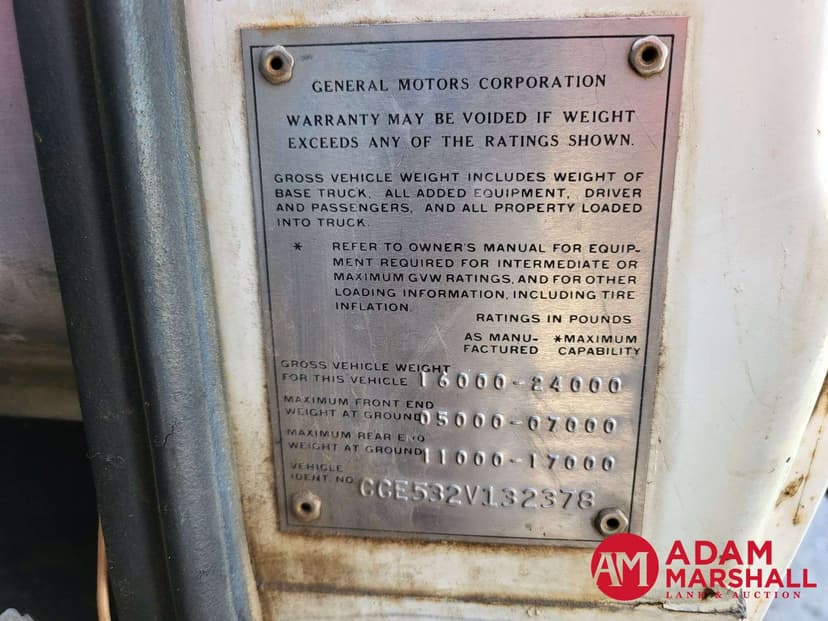 GENERAL MOTORS CORPORATION
WARRANTY MAY BE VOIDED IF WEIGHT
EXCEEDS ANY OF THE RATINGS SHOWN.
GROSS VEHICLE WEIGHT INCLUDES WEIGHT OF
BASE TRUCK, ALL ADDED EQUIPMENT, DRIVER
AND PASSENGERS, AND ALL PROPERTY LOADED
INTO TRUCK.
* REFER TO OWNER'S MANUAL FOR EQUIP-
MENT REQUIRED FOR INTERMEDIATE OR
MAXIMUM GVW RATINGS, AND FOR OTHER
LOADING INFORMATION, INCLUDING TIRE
INFLATION.
RATINGS IN POUNDS
AS MANU- *MAXIMUM
FACTURED CAPABILITY
GROSS VEHICLE WEIGHT
FOR THIS VEHICLE 16000-24000
MAXIMUM FRONT END
WEIGHT AT GROUND 05000-07000
MAXIMUM REAR END
WEIGHT AT GROUND 11000-17000
VEHICLE
IDENT. NO. CCE532V132378
AM ADAM
MARSHALL
LAND & AUCTION